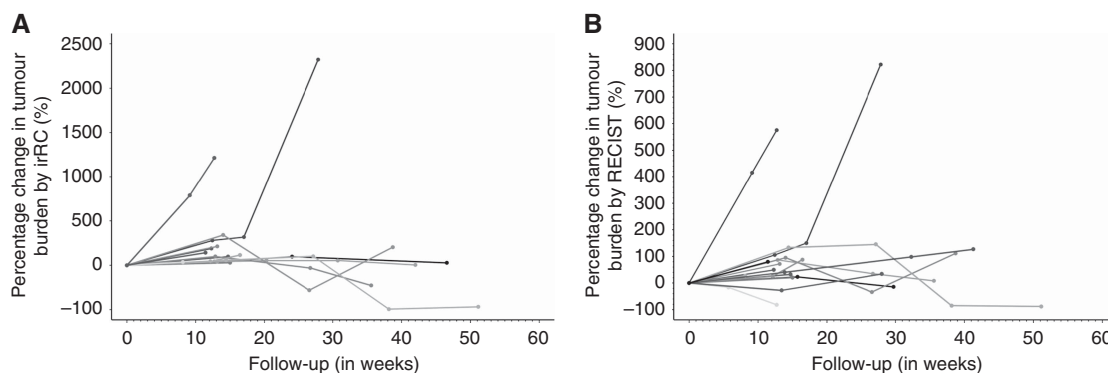 A
Percentage change in tumour
burden by irRC (%)
2500
2000
1500
1000
500
0
−100
0 10 20 30 40 50 60
Follow-up (in weeks)
B
Percentage change in tumour
burden by RECIST (%)
900
800
700
600
500
400
300
200
100
0
−100
0 10 20 30 40 50 60
Follow-up (in weeks)